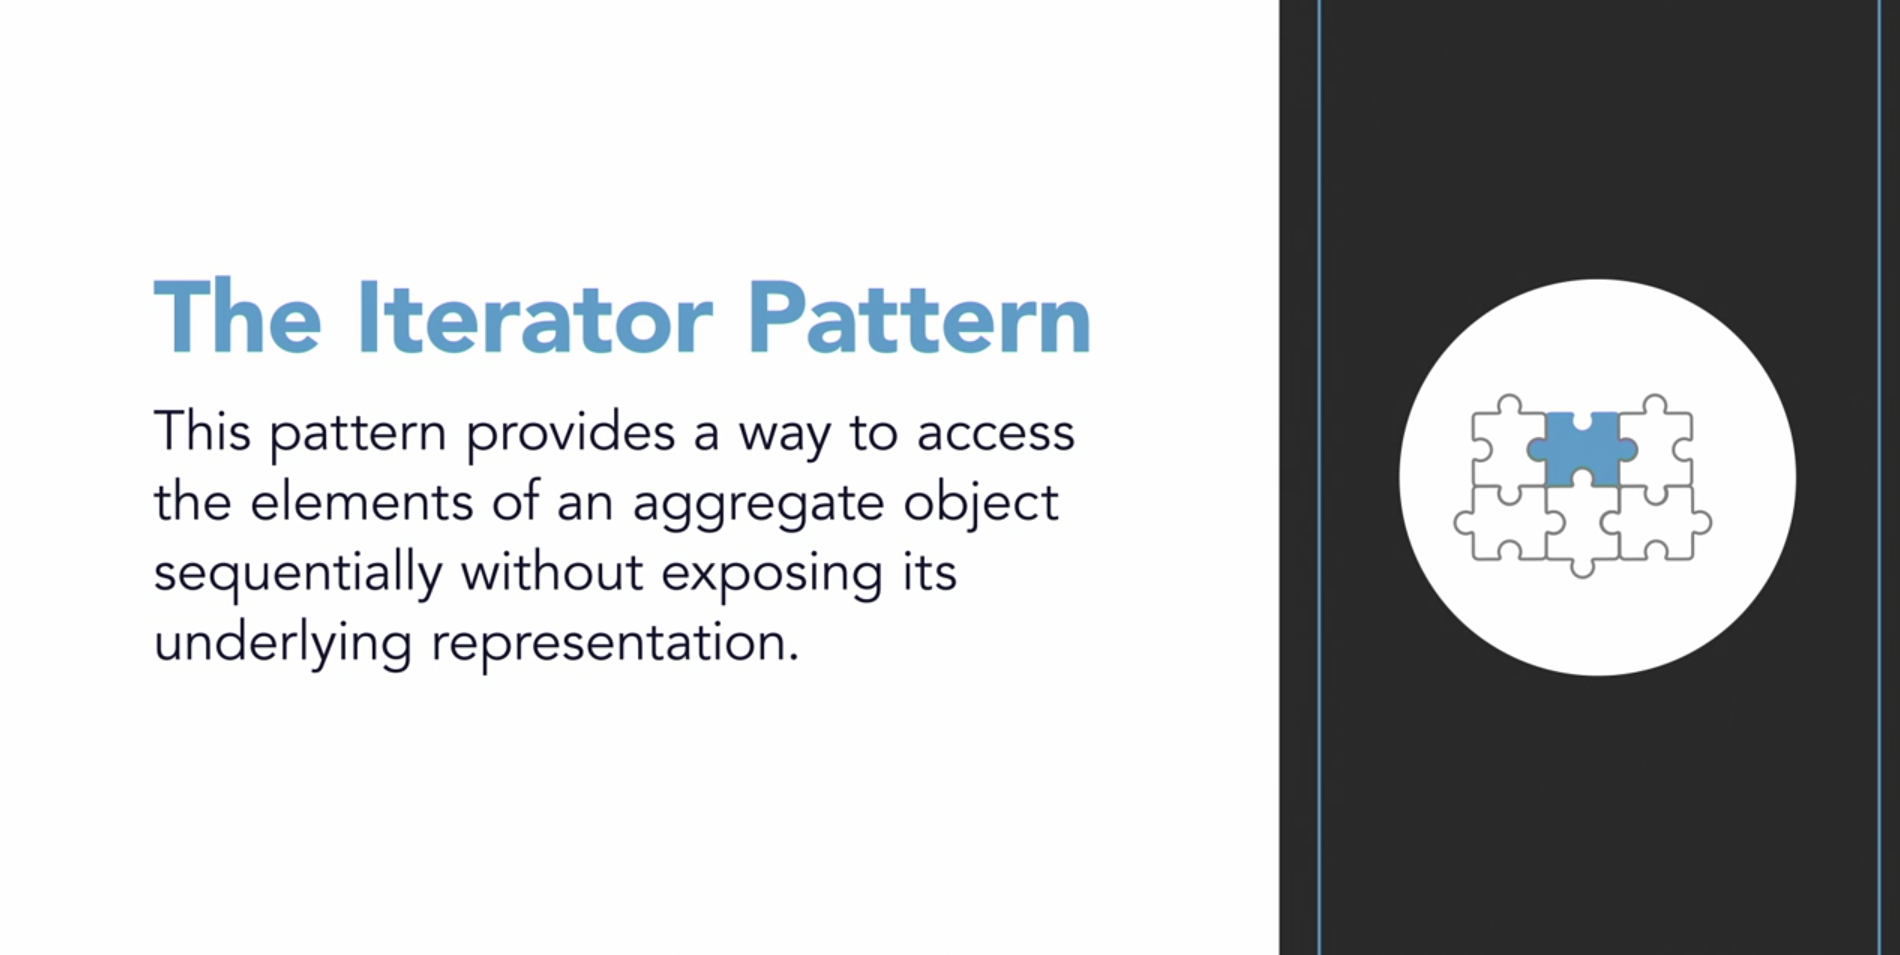 The Iterator Pattern
This pattern provides a way to access
the elements of an aggregate object
sequentially without exposing its
underlying representation.